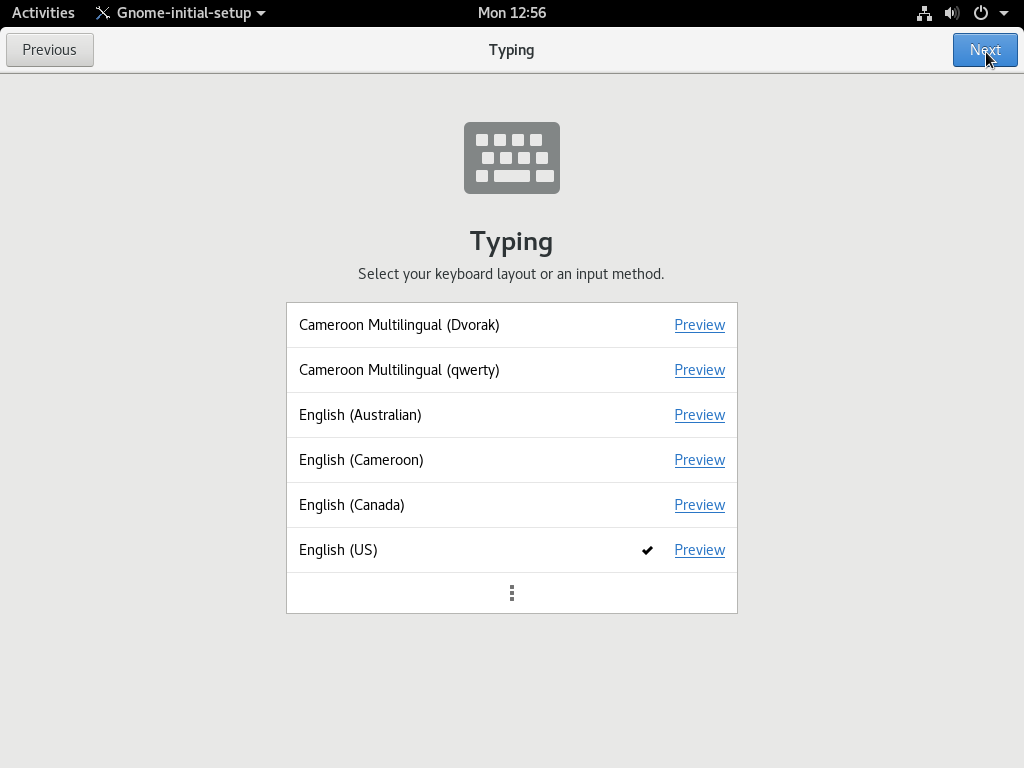 Activities Gnome-initial-setup Mon 12:56
Previous Typing Next
Typing
Select your keyboard layout or an input method.
Cameroon Multilingual (Dvorak) Preview
Cameroon Multilingual (qwerty) Preview
English (Australian) Preview
English (Cameroon) Preview
English (Canada) Preview
English (US) Preview